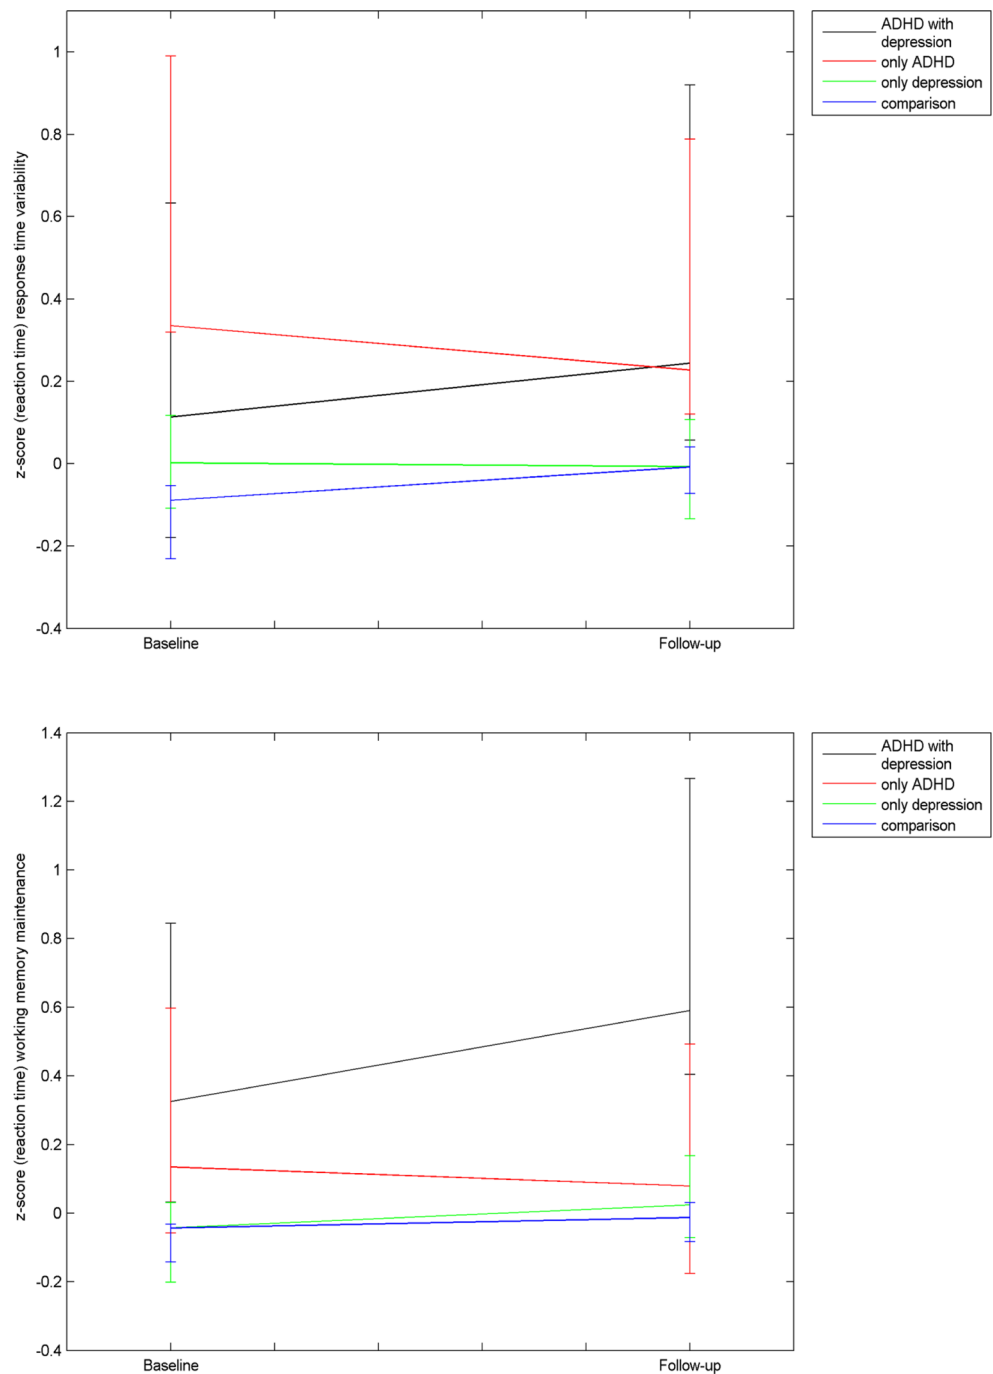 ADHD with
depression
only ADHD
only depression
comparison
z-score (reaction time) response time variability
1
0.8
0.6
0.4
0.2
0
-0.2
-0.4
Baseline
Follow-up
ADHD with
depression
only ADHD
only depression
comparison
z-score (reaction time) working memory maintenance
1.4
1.2
1
0.8
0.6
0.4
0.2
0
-0.2
-0.4
Baseline
Follow-up